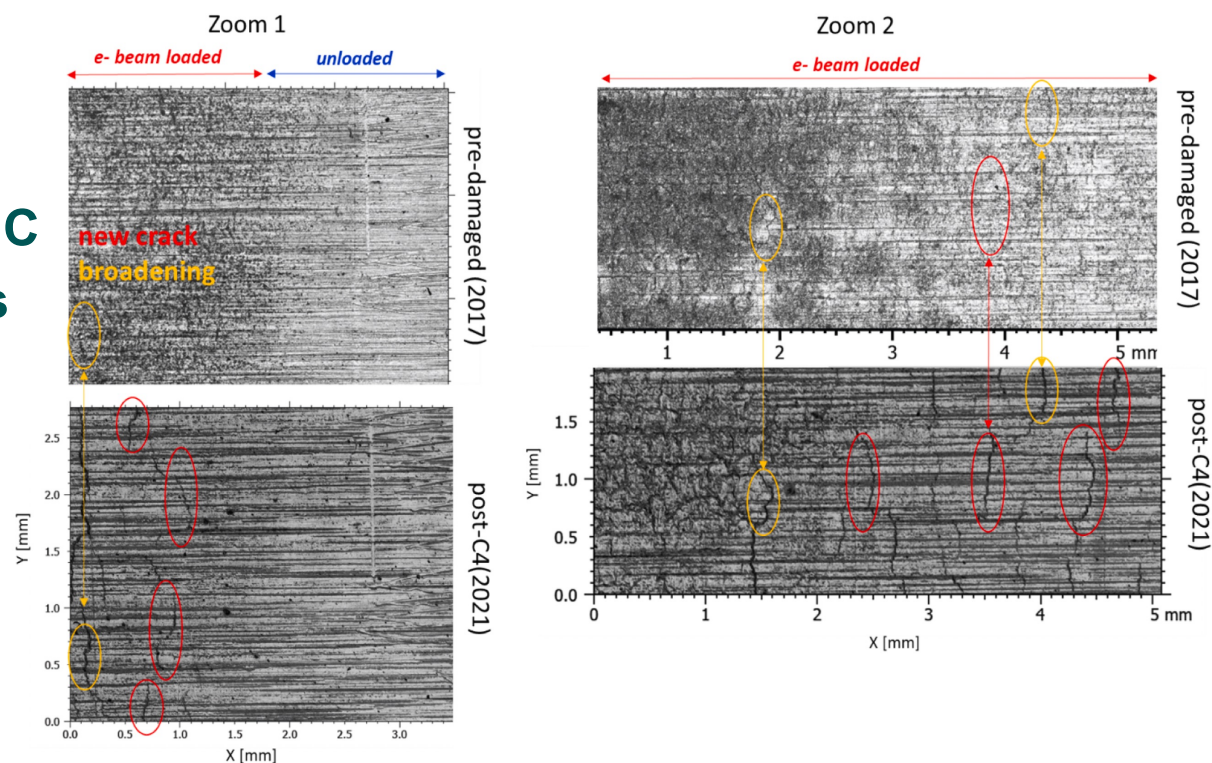 Zoom 1
Zoom 2
e- beam loaded
unloaded
e- beam loaded
pre-damaged (2017)
pre-damaged (2017)
C
s
new crack
broadening
1 2 3 4 5 mm
post-C4(2021)
post-C4(2021)
Y [mm]
2.5
2.0
1.5
1.0
0.5
0.0
0.0 0.5 1.0 1.5 2.0 2.5 3.0
X [mm]
Y [mm]
1.5
1.0
0.5
0.0
0 1 2 3 4 5 mm
X [mm]